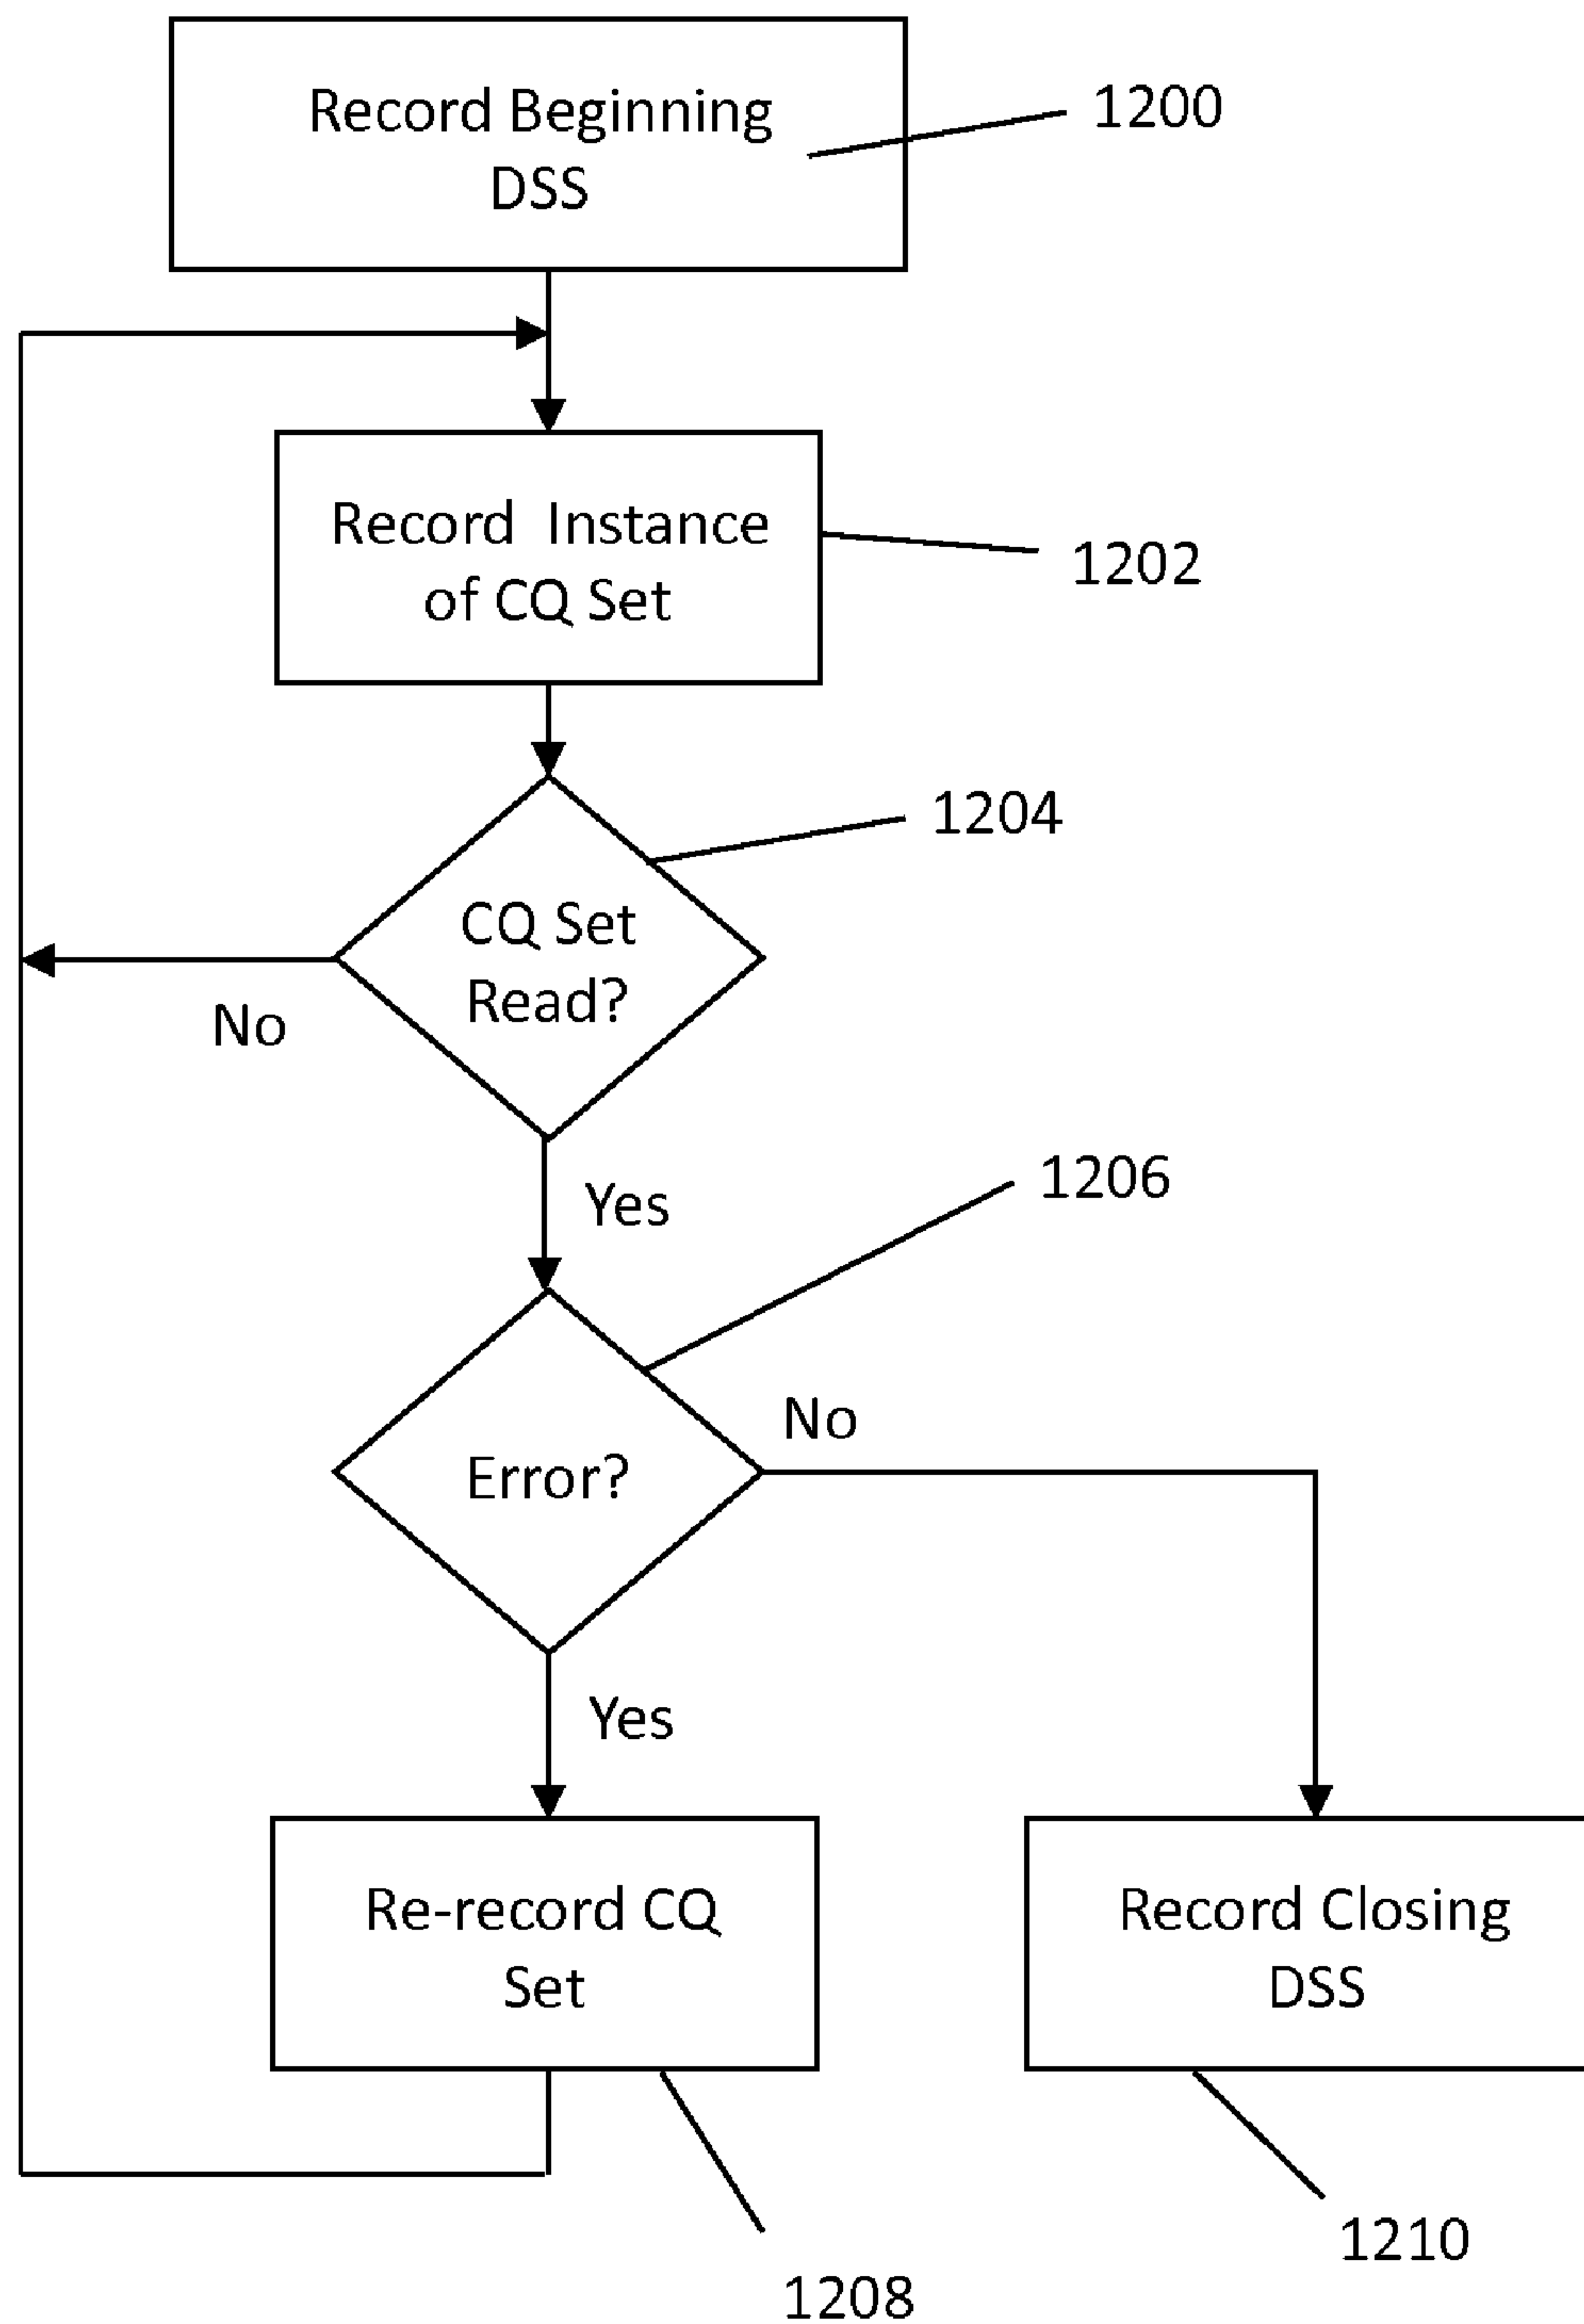 Record Beginning
DSS
1200
Record Instance
of CQ Set
1202
1204
CQ Set
Read?
No
Yes
1206
No
Error?
Yes
Re-record CQ
Set
Record Closing
DSS
1210
1208